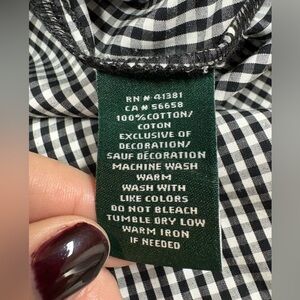 RN # 41381
CA # 56658
100% COTTON/
COTON
EXCLUSIVE OF
DECORATION/
SAUF DÉCORATION
MACHINE WASH
WARM
WASH WITH
LIKE COLORS
DO NOT BLEACH
TUMBLE DRY LOW
WARM IRON
IF NEEDED